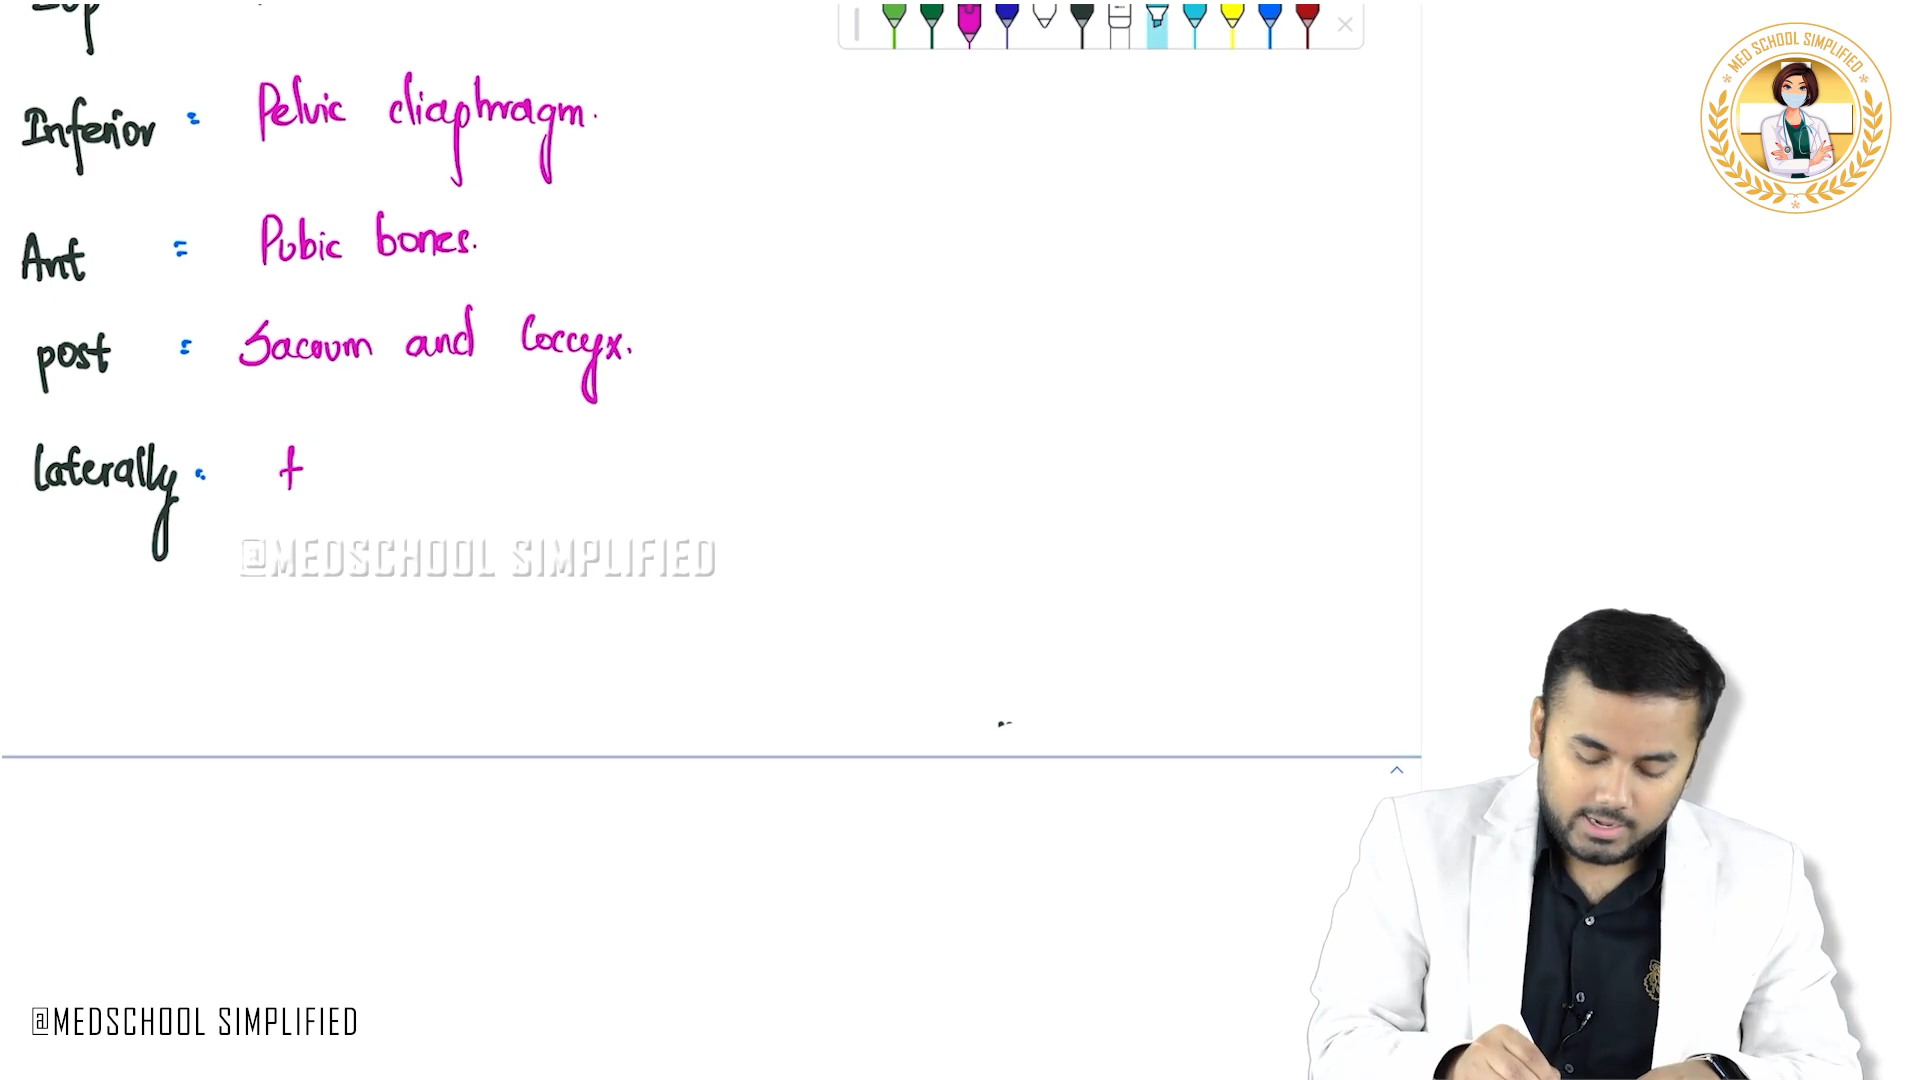 MED SCHOOL SIMPLIFIED
Inferior = Pelvic diaphragm.
Ant = Pubic bones.
post = Sacrum and Coccyx.
laterally =
@MEDSCHOOL SIMPLIFIED
@MEDSCHOOL SIMPLIFIED